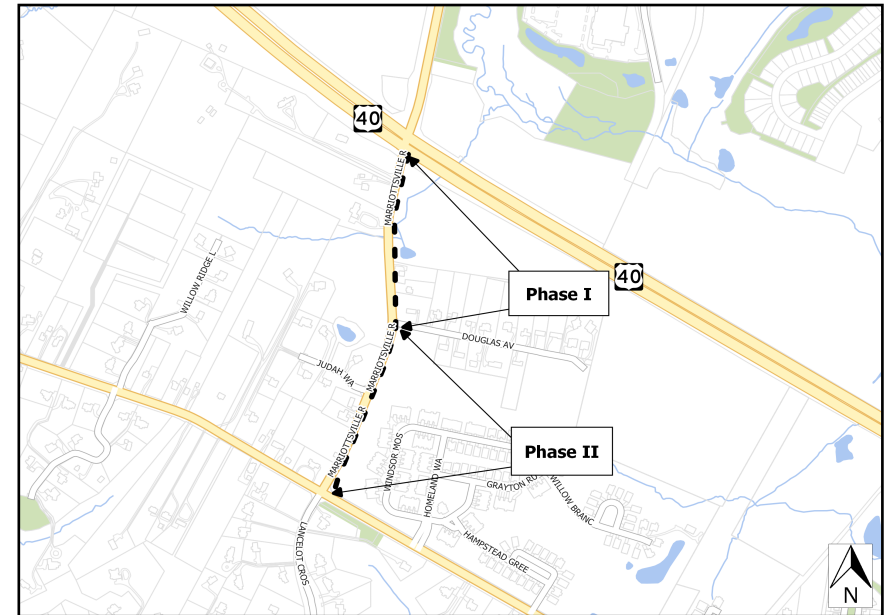 40
MARRIOTTSVILLE R
40
WILLOW RIDGE L
Phase I
MARRIOTTSVILLE R
DOUGLAS AV
JUDAH WA
MARRIOTTSVILLE R
WINDSOR MOS
HOMELAND WA
Phase II
GRAYTON RU
WILLOW BRANC
LANCELOT CROS
HAMPSTEAD GREE
N